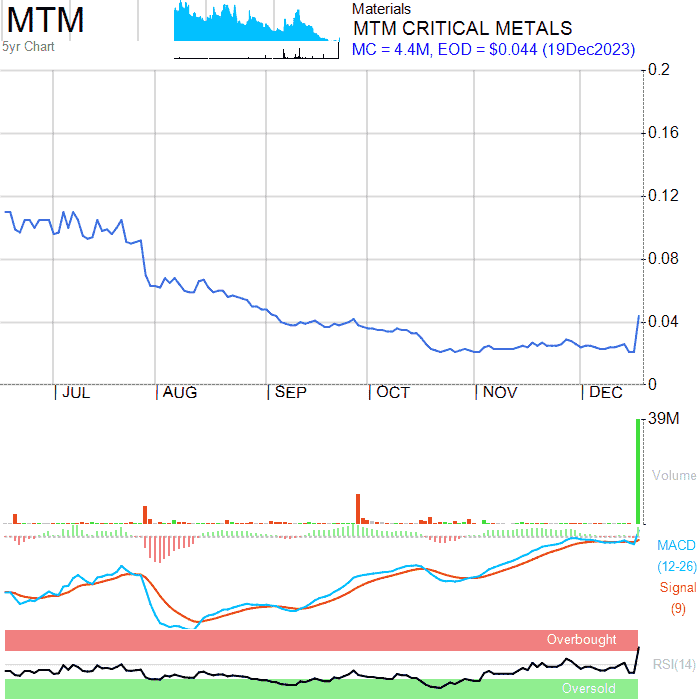 MTM
5yr Chart
Materials
MTM CRITICAL METALS
MC = 4.4M, EOD = $0.044 (19Dec2023)
0.2
0.16
0.12
0.08
0.04
0
JUL
AUG
SEP
OCT
NOV
DEC
39M
Volume
MACD
(12-26)
Signal
(9)
Overbought
RSI(14)
Oversold